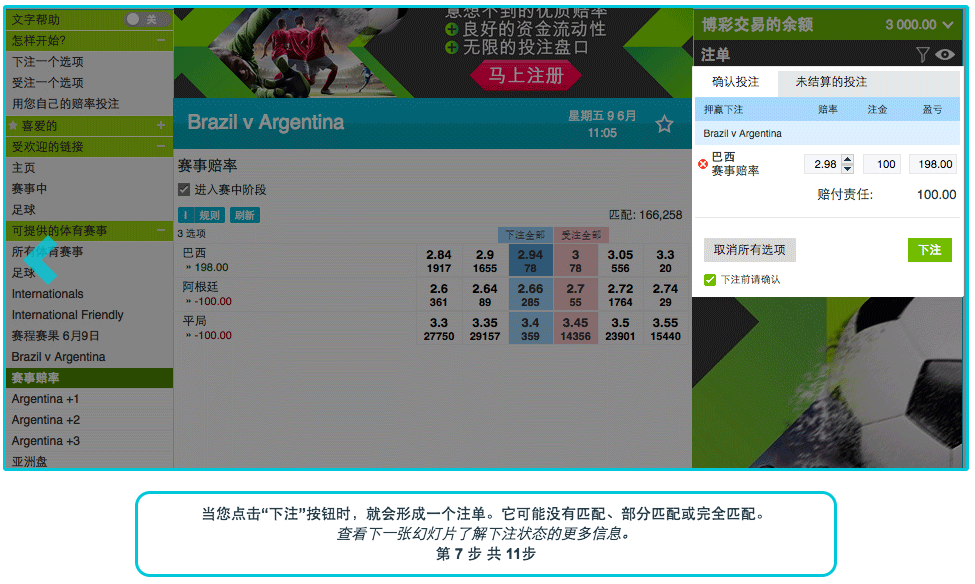 文字帮助 关
怎样开始?
下注一个选项
受注一个选项
用您自己的赔率投注
喜爱的
受欢迎的链接
主页
赛事中
足球
可提供的体育赛事
所有体育赛事
足球
Internationals
International Friendly
赛程赛果 6月9日
Brazil v Argentina
赛事赔率
Argentina +1
Argentina +2
Argentina +3
亚洲盘
意想不到的优质赔率
良好的资金流动性
无限的投注盘口
马上注册
Brazil v Argentina
星期五 9 6月
11:05
赛事赔率
进入赛中阶段
规则 刷新
匹配: 166,258
3 选项 下注全部 受注全部
巴西 2.84 2.9 2.94 3 3.05 3.3
» 198.00 1917 1655 78 78 556 20
阿根廷 2.6 2.64 2.66 2.7 2.72 2.74
» -100.00 361 89 285 55 1764 29
平局 3.3 3.35 3.4 3.45 3.5 3.55
» -100.00 27750 29157 359 14356 23901 15440
博彩交易的余额 3 000.00
注单
确认投注 未结算的投注
押赢下注 赔率 注金 盈亏
Brazil v Argentina
巴西
赛事赔率 2.98 100 198.00
赔付责任: 100.00
取消所有选项 下注
下注前请确认
当您点击“下注”按钮时，就会形成一个注单。它可能没有匹配、部分匹配或完全匹配。
查看下一张幻灯片了解下注状态的更多信息。
第 7 步 共 11步